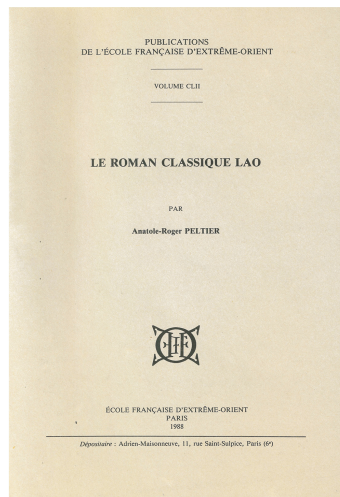 PUBLICATIONS
DE L'ÉCOLE FRANÇAISE D'EXTRÊME-ORIENT
VOLUME CLII
LE ROMAN CLASSIQUE LAO
PAR
Anatole-Roger PELTIER
ÉCOLE FRANÇAISE D'EXTRÊME-ORIENT
PARIS
1988
Dépositaire : Adrien-Maisonneuve, 11, rue Saint-Sulpice, Paris (6e)